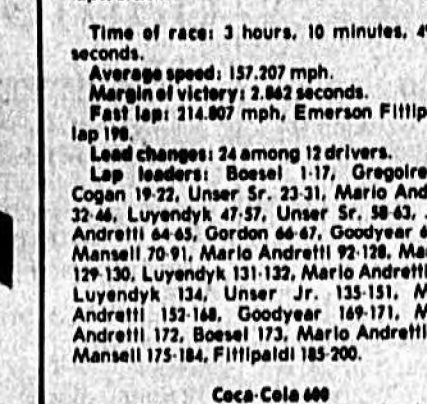 Time of race: 3 hours, 10 minutes, 4
seconds.
Average speed: 157.207 mph.
Margin of victory: 2.862 seconds.
Fast lap: 214.807 mph, Emerson Fittip
lap 198.
Lead changes: 24 among 12 drivers.
Lap leaders: Boesel 1-17, Gregoire
Cogan 19-22, Unser Sr. 23-31, Mario And
32-46, Luyendyk 47-57, Unser Sr. 58-63, J
Andretti 64-65, Gordon 66-67, Goodyear 6
Mansell 70-91, Mario Andretti 92-128, Ma
129-130, Luyendyk 131-132, Mario Andretti
Luyendyk 134, Unser Jr. 135-151, M
Andretti 152-168, Goodyear 169-171, M
Andretti 172, Boesel 173, Mario Andretti
Mansell 175-184, Fittipaldi 185-200.
Coca-Cola 600